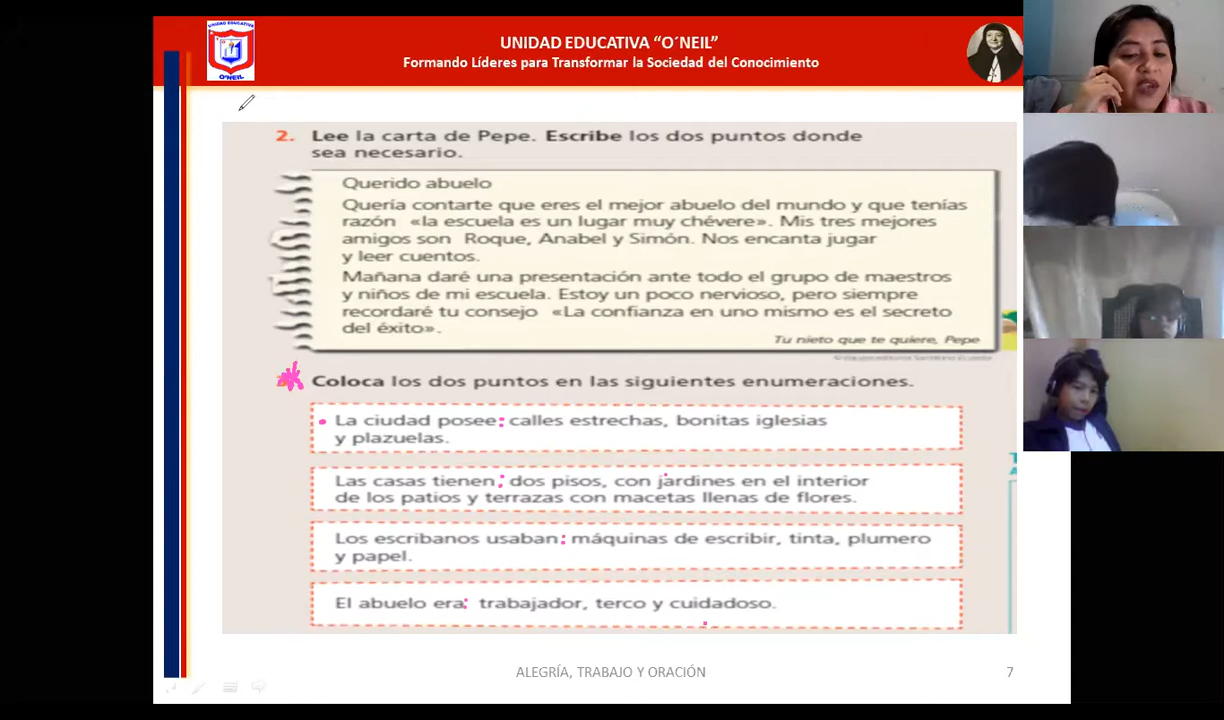 UNIDAD EDUCATIVA
O´NEIL
UNIDAD EDUCATIVA “O´NEIL”
Formando Líderes para Transformar la Sociedad del Conocimiento
2. Lee la carta de Pepe. Escribe los dos puntos donde
sea necesario.
Querido abuelo
Quería contarte que eres el mejor abuelo del mundo y que tenías
razón «la escuela es un lugar muy chévere». Mis tres mejores
amigos son Roque, Anabel y Simón. Nos encanta jugar
y leer cuentos.
Mañana daré una presentación ante todo el grupo de maestros
y niños de mi escuela. Estoy un poco nervioso, pero siempre
recordaré tu consejo «La confianza en uno mismo es el secreto
del éxito».
Tu nieto que te quiere, Pepe
Coloca los dos puntos en las siguientes enumeraciones.
La ciudad posee: calles estrechas, bonitas iglesias
y plazuelas.
Las casas tienen: dos pisos, con jardines en el interior
de los patios y terrazas con macetas llenas de flores.
Los escribanos usaban: máquinas de escribir, tinta, plumero
y papel.
El abuelo era: trabajador, terco y cuidadoso.
ALEGRÍA, TRABAJO Y ORACIÓN
7